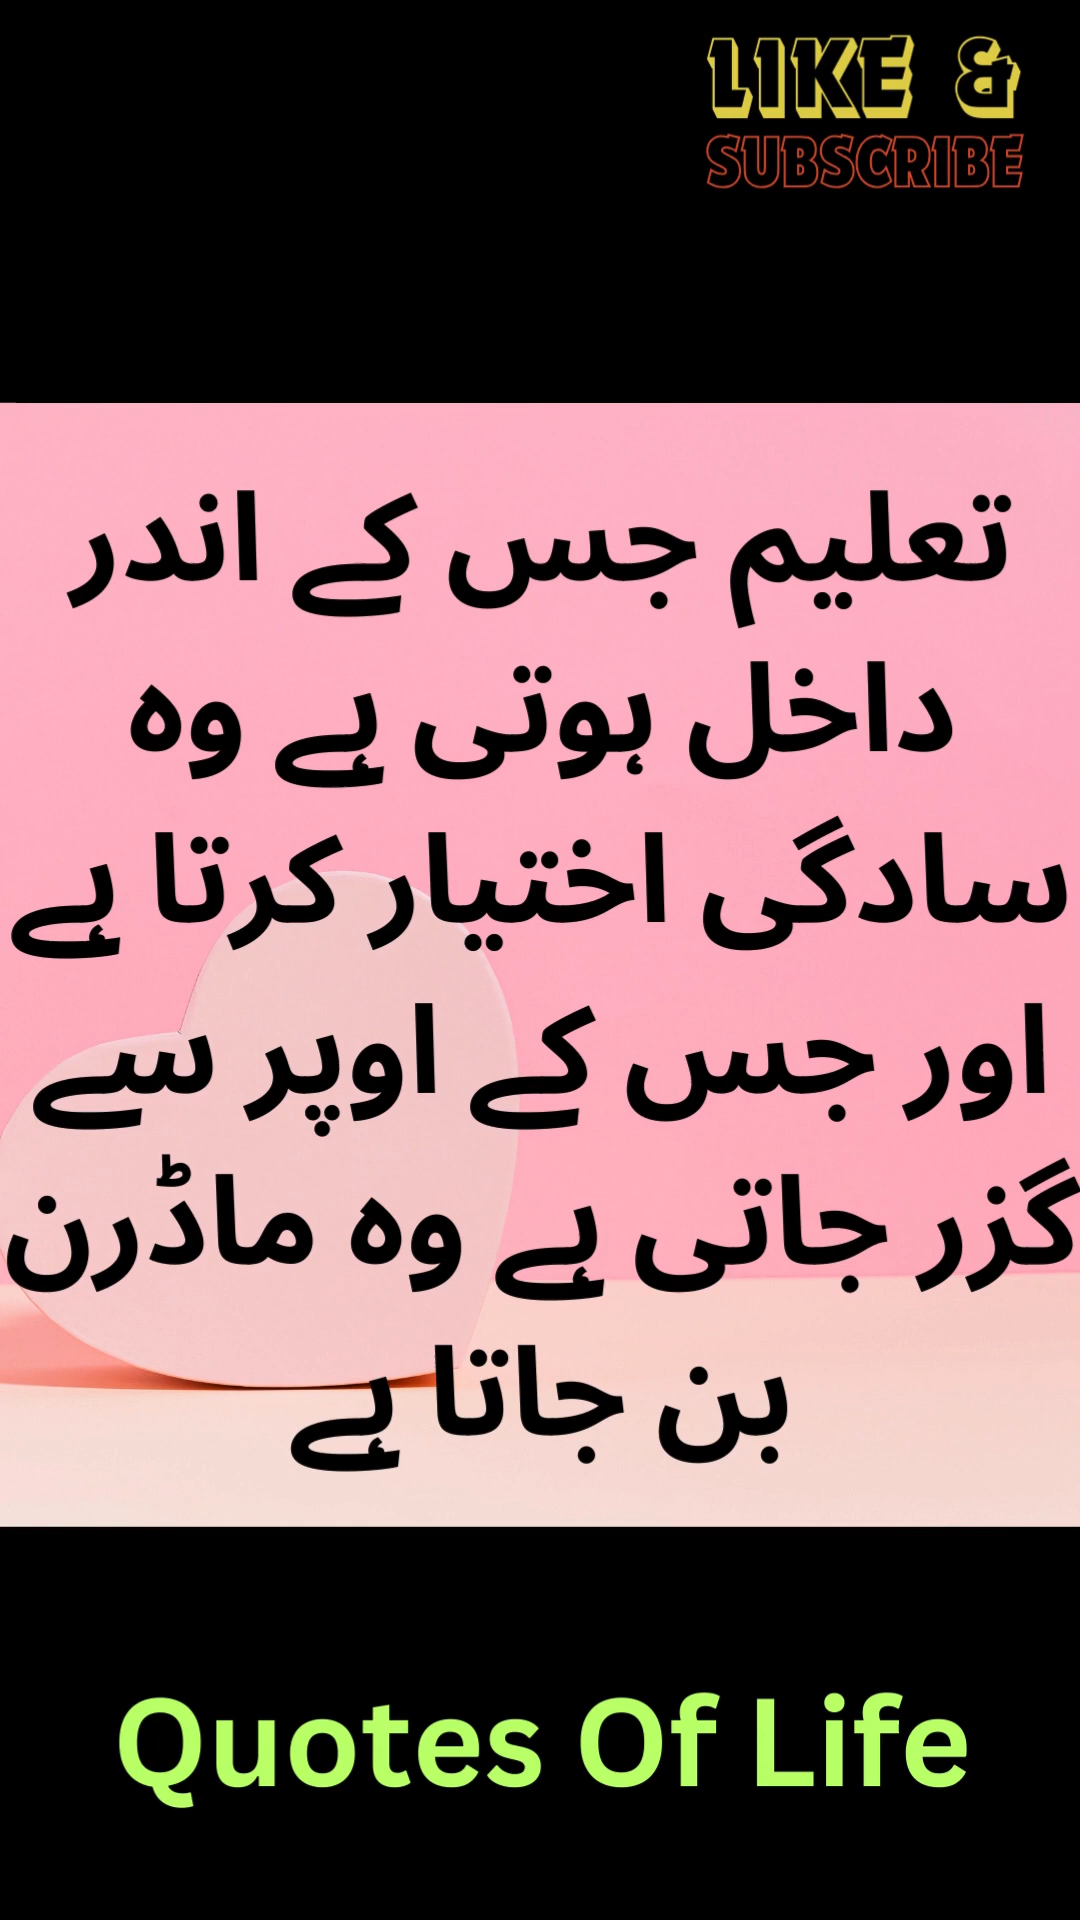 LIKE &
SUBSCRIBE
تعلیم جس کے اندر
داخل ہوتی ہے وہ
سادگی اختیار کرتا ہے
اور جس کے اوپر سے
گزر جاتی ہے وہ ماڈرن
بن جاتا ہے
Quotes Of Life